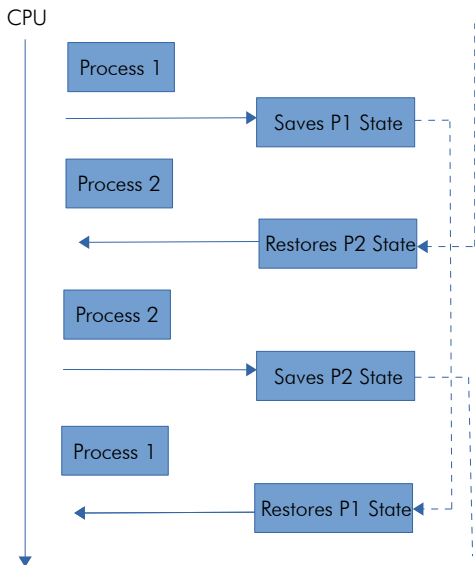 CPU
Process 1
Saves P1 State
Process 2
Restores P2 State
Process 2
Saves P2 State
Process 1
Restores P1 State